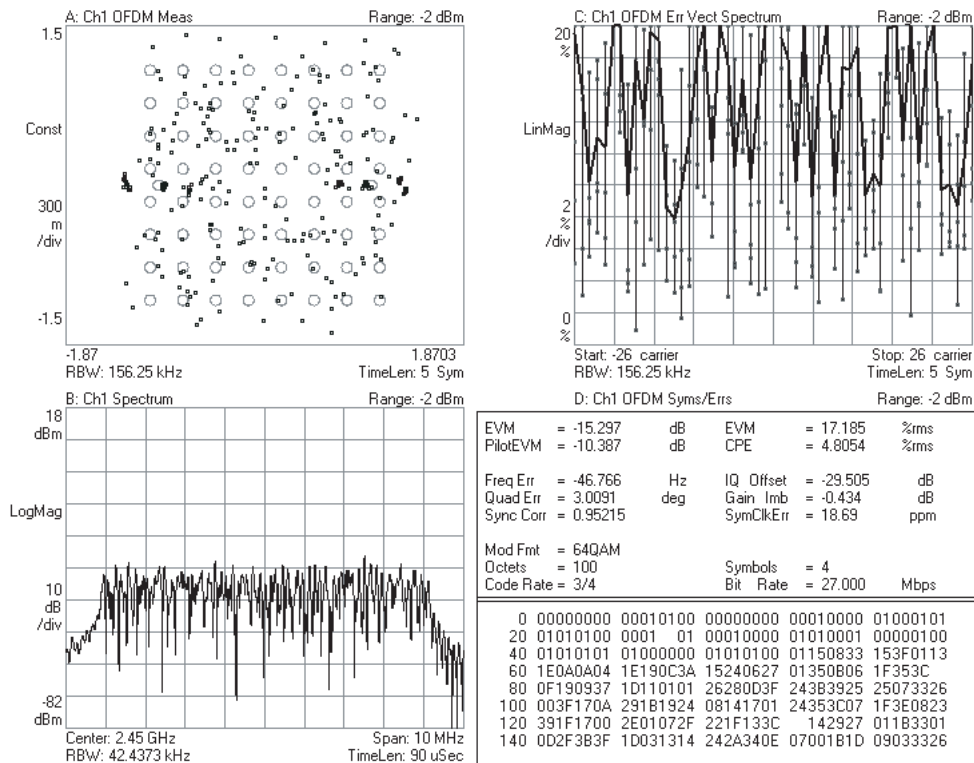 A: Ch1 OFDM Meas Range: -2 dBm
1.5
Const
300
m
/div
-1.5
-1.87 1.8703
RBW: 156.25 kHz TimeLen: 5 Sym
C: Ch1 OFDM Err Vect Spectrum Range: -2 dBm
20
%
LinMag
2
%
/div
0
%
Start: -26 carrier Stop: 26 carrier
RBW: 156.25 kHz TimeLen: 5 Sym
B: Ch1 Spectrum Range: -2 dBm
18
dBm
LogMag
10
dB
/div
-82
dBm
Center: 2.45 GHz Span: 10 MHz
RBW: 42.4373 kHz TimeLen: 90 uSec
D: Ch1 OFDM Syms/Errs Range: -2 dBm
EVM = -15.297 dB EVM = 17.185 %rms
PilotEVM = -10.387 dB CPE = 4.8054 %rms
Freq Err = -46.766 Hz IQ Offset = -29.505 dB
Quad Err = 3.0091 deg Gain Imb = -0.434 dB
Sync Corr = 0.95215 SymClkErr = 18.69 ppm
Mod Fmt = 64QAM
Octets = 100 Symbols = 4
Code Rate = 3/4 Bit Rate = 27.000 Mbps
0 00000000 00010100 00000000 00010000 01000101
20 01010100 0001 01 00010000 01010001 00000100
40 01010101 01000000 01010100 01150833 153F0113
60 1E0A0A04 1E190C3A 15240627 01350B06 1F353C
80 0F190937 1D110101 26280D3F 243B3925 25073326
100 003F170A 291B1924 08141701 24353C07 1F3E0823
120 391F1700 2E01072F 221F133C 142927 011B3301
140 0D2F3B3F 1D031314 242A340E 07001B1D 09033326